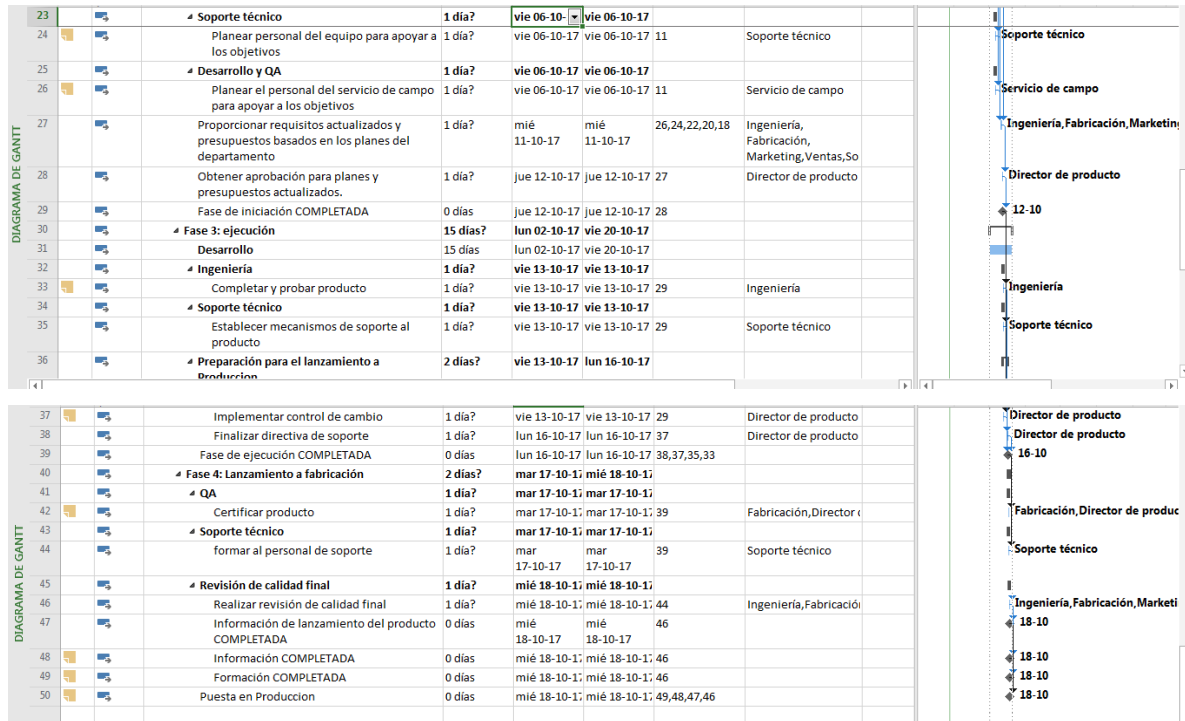 23 Soporte técnico 1 día? vie 06-10- vie 06-10-17
24 Planear personal del equipo para apoyar a 1 día? vie 06-10-17 vie 06-10-17 11 Soporte técnico Soporte técnico
los objetivos
25 Desarrollo y QA 1 día? vie 06-10-17 vie 06-10-17
26 Planear el personal del servicio de campo 1 día? vie 06-10-17 vie 06-10-17 11 Servicio de campo Servicio de campo
para apoyar a los objetivos
27 Proporcionar requisitos actualizados y 1 día? mié mié 26,24,22,20,18 Ingeniería, Ingeniería,Fabricación,Marketing
presupuestos basados en los planes del 11-10-17 11-10-17 Fabricación,
departamento Marketing,Ventas,So
28 Obtener aprobación para planes y 1 día? jue 12-10-17 jue 12-10-17 27 Director de producto Director de producto
presupuestos actualizados.
29 Fase de iniciación COMPLETADA 0 días jue 12-10-17 jue 12-10-17 28 12-10
30 Fase 3: ejecución 15 días? lun 02-10-17 vie 20-10-17
31 Desarrollo 15 días lun 02-10-17 vie 20-10-17
32 Ingeniería 1 día? vie 13-10-17 vie 13-10-17
33 Completar y probar producto 1 día? vie 13-10-17 vie 13-10-17 29 Ingeniería Ingeniería
34 Soporte técnico 1 día? vie 13-10-17 vie 13-10-17
35 Establecer mecanismos de soporte al 1 día? vie 13-10-17 vie 13-10-17 29 Soporte técnico Soporte técnico
producto
36 Preparación para el lanzamiento a 2 días? vie 13-10-17 lun 16-10-17
Produccion
DIAGRAMA DE GANTT
37 Implementar control de cambio 1 día? vie 13-10-17 vie 13-10-17 29 Director de producto Director de producto
38 Finalizar directiva de soporte 1 día? lun 16-10-17 lun 16-10-17 37 Director de producto Director de producto
39 Fase de ejecución COMPLETADA 0 días lun 16-10-17 lun 16-10-17 38,37,35,33 16-10
40 Fase 4: Lanzamiento a fabricación 2 días? mar 17-10-17 mié 18-10-17
41 QA 1 día? mar 17-10-17 mar 17-10-17
42 Certificar producto 1 día? mar 17-10-17 mar 17-10-17 39 Fabricación,Director Fabricación,Director de produc
43 Soporte técnico 1 día? mar 17-10-17 mar 17-10-17
44 formar al personal de soporte 1 día? mar mar 39 Soporte técnico Soporte técnico
17-10-17 17-10-17
45 Revisión de calidad final 1 día? mié 18-10-17 mié 18-10-17
46 Realizar revisión de calidad final 1 día? mié 18-10-17 mié 18-10-17 44 Ingeniería,Fabricación Ingeniería,Fabricación,Marketi
47 Información de lanzamiento del producto 0 días mié mié 46 18-10
COMPLETADA 18-10-17 18-10-17
48 Información COMPLETADA 0 días mié 18-10-17 mié 18-10-17 46 18-10
49 Formación COMPLETADA 0 días mié 18-10-17 mié 18-10-17 46 18-10
50 Puesta en Produccion 0 días mié 18-10-17 mié 18-10-17 49,48,47,46 18-10
DIAGRAMA DE GANTT